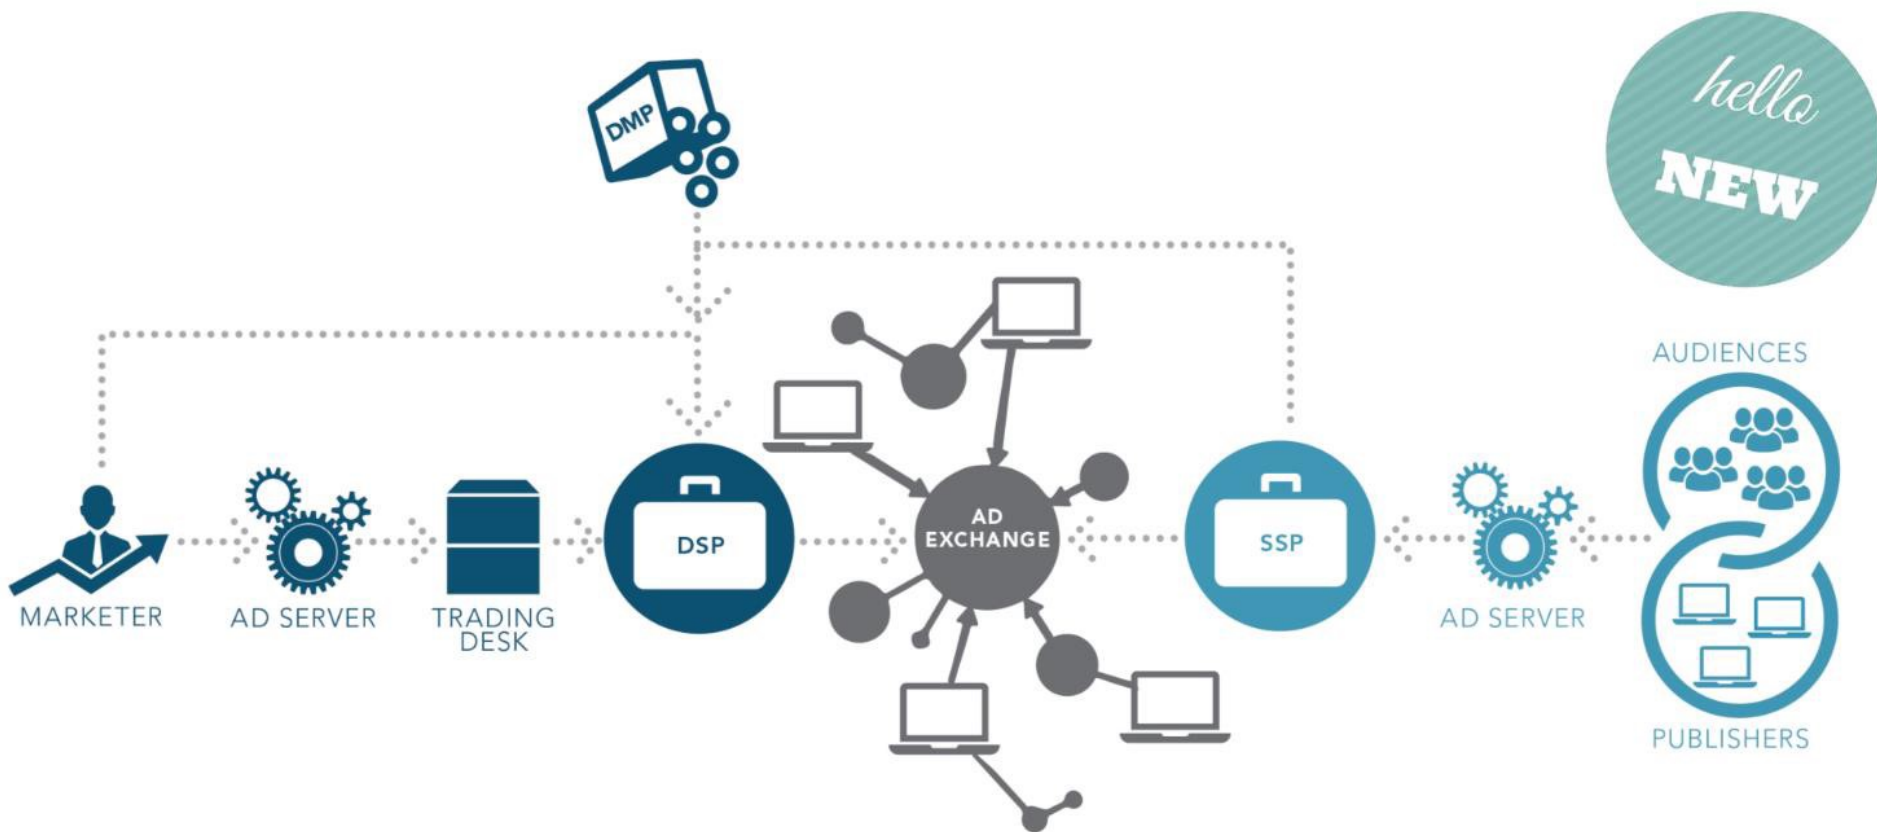 hello
NEW
DMP
AUDIENCES
AD
EXCHANGE
DSP
SSP
MARKETER
AD SERVER
TRADING
DESK
AD SERVER
PUBLISHERS